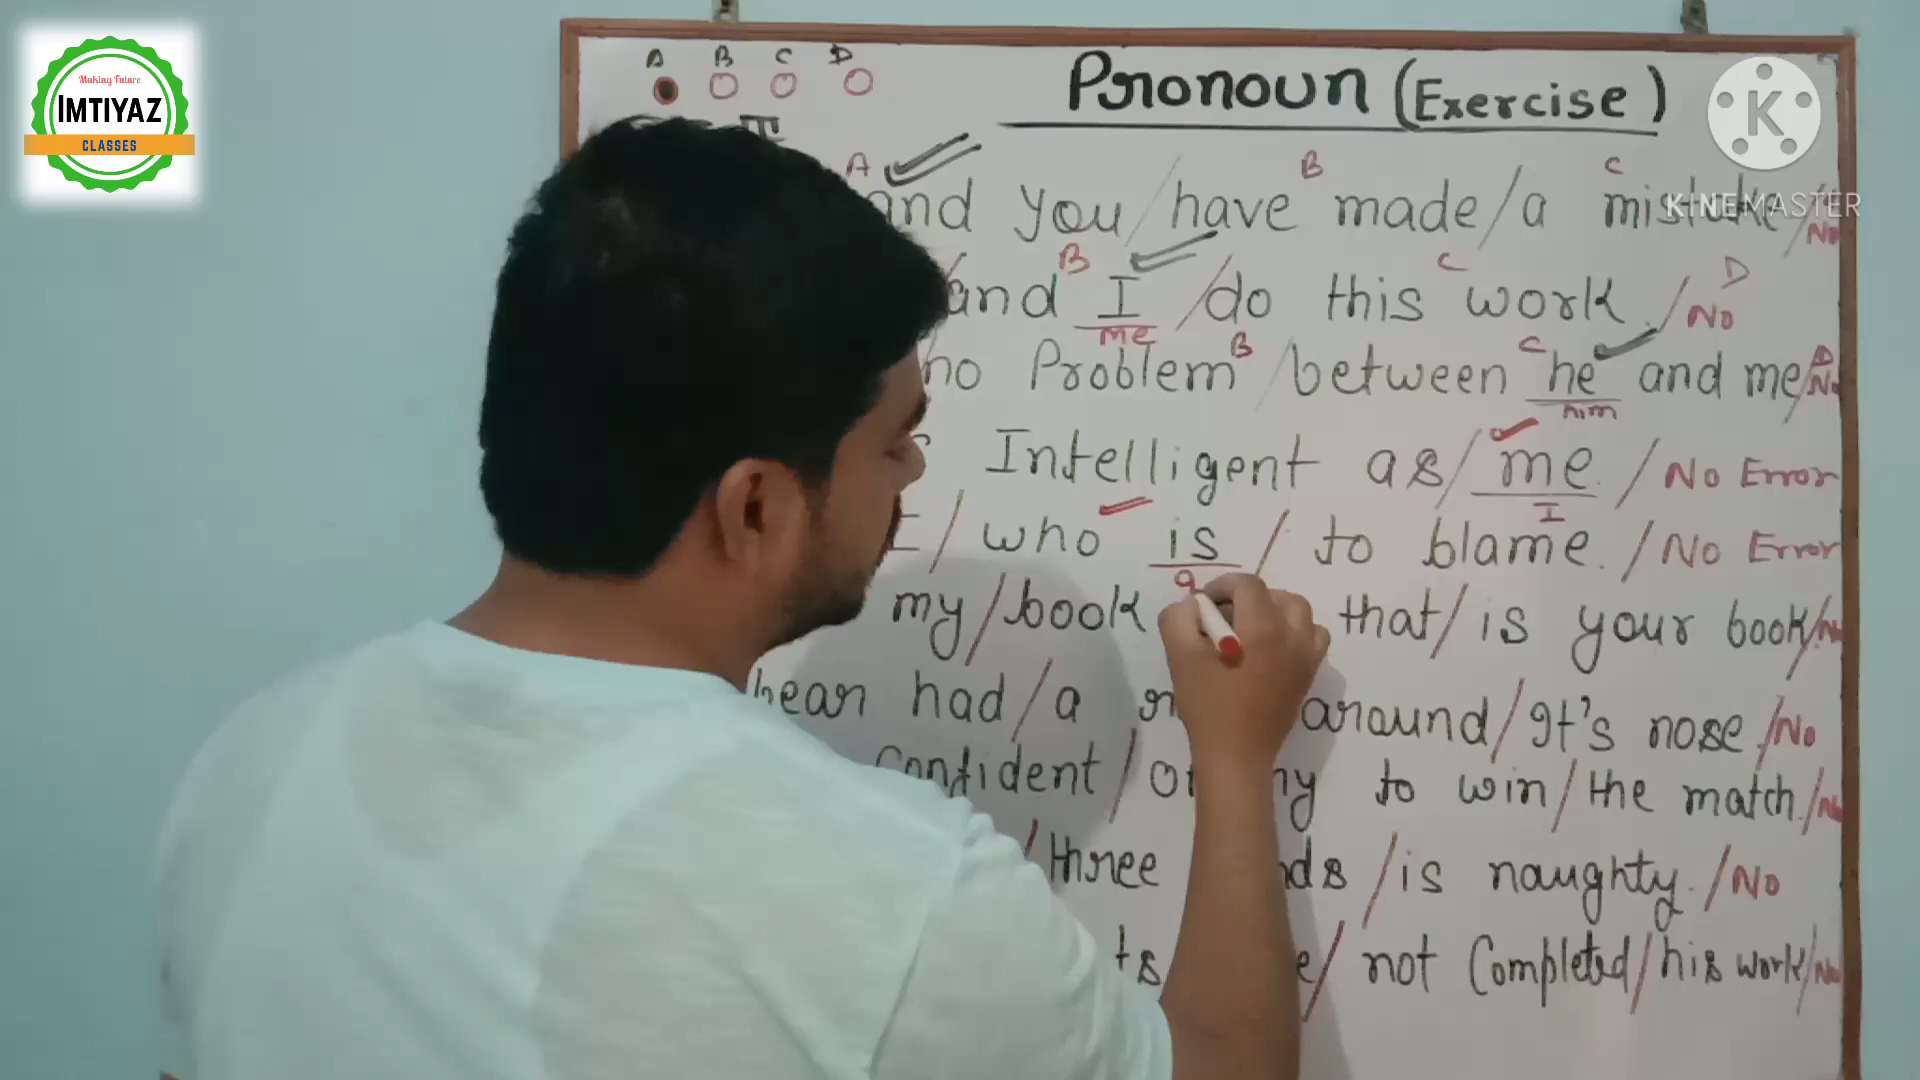 Making Future
IMTIYAZ
CLASSES
A B C D
Pronoun (Exercise)
K
KINEMASTER
A B C
and you / have made / a mistake / No
B C D
and I / do this work. / No
me
B C D
no Problem / between he and me / No
him
Intelligent as / me. / No Error
I
I / who is / to blame. / No Error
a
my / book that / is your book /
bear had / a around / It's nose / No
Confident / to win / the match. / No
/ three / is naughty. / No
/ not Completed / his work / No